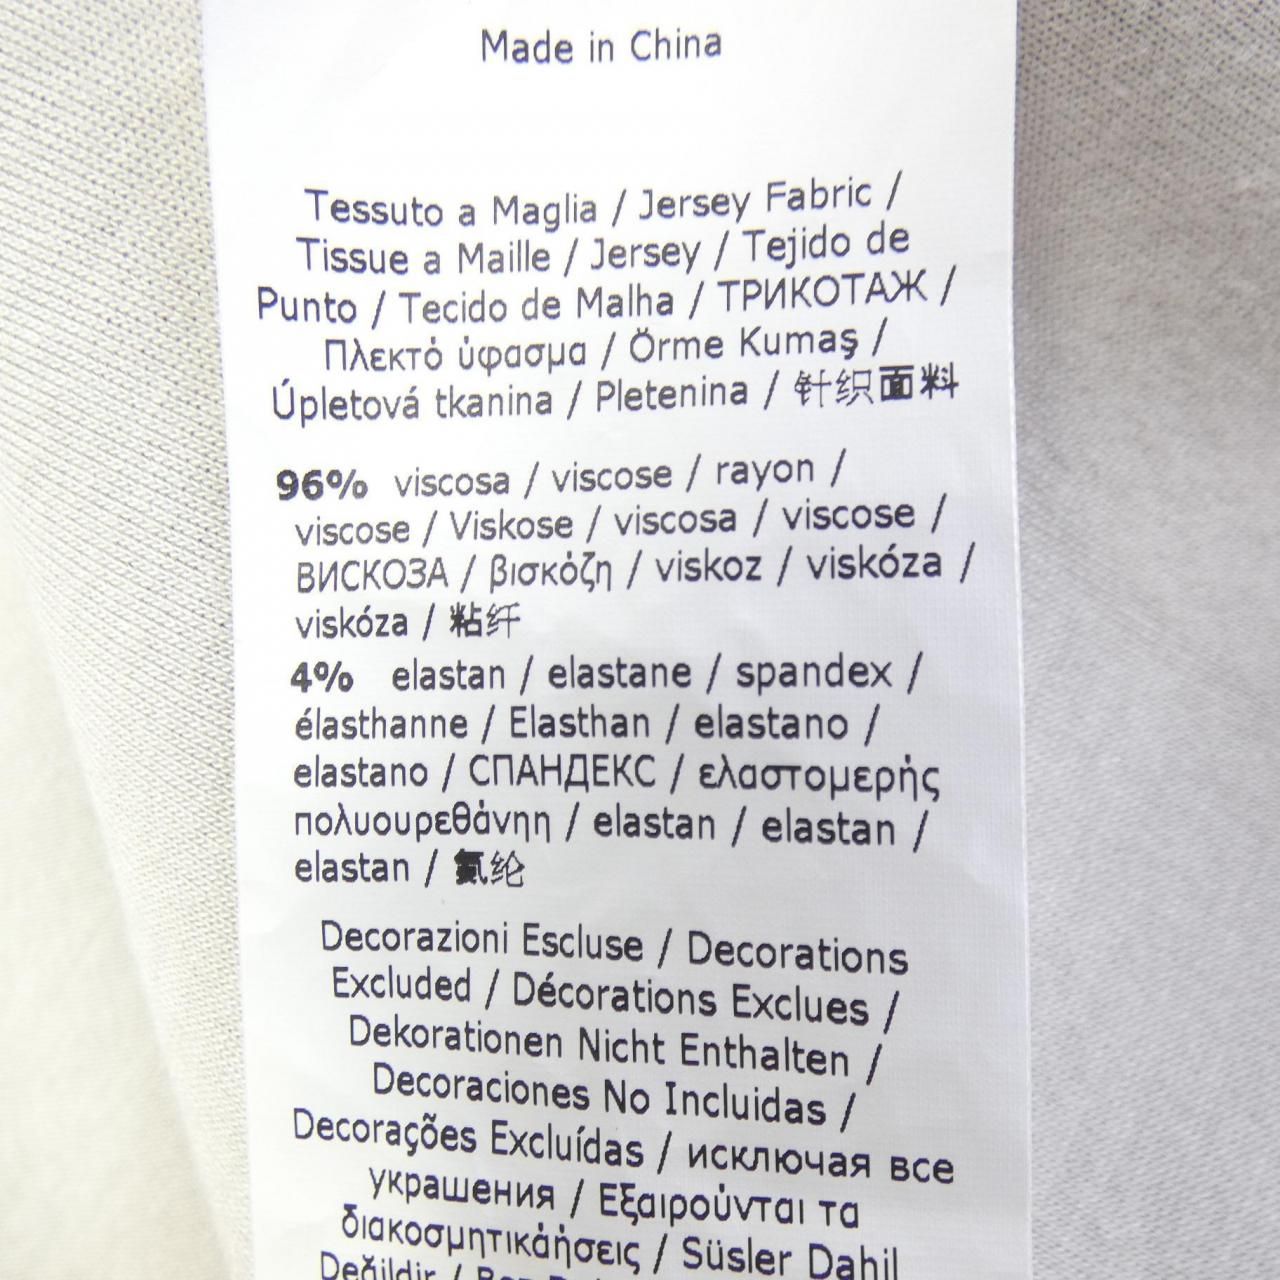 Made in China
Tessuto a Maglia / Jersey Fabric /
Tissue a Maille / Jersey / Tejido de
Punto / Tecido de Malha / ТРИКОТАЖ /
Πλεκτό ύφασμα / Örme Kumaş /
Úpletová tkanina / Pletenina / 针织面料
96% viscosa / viscose / rayon /
viscose / Viskose / viscosa / viscose /
ВИСКОЗА / βισκόζη / viskoz / viskóza /
viskóza / 粘纤
4% elastan / elastane / spandex /
élasthanne / Elasthan / elastano /
elastano / СПАНДЕКС / ελαστομερής
πολυουρεθάνηη / elastan / elastan /
elastan / 氨纶
Decorazioni Escluse / Decorations
Excluded / Décorations Exclues /
Dekorationen Nicht Enthalten /
Decoraciones No Incluidas /
Decorações Excluídas / исключая все
украшения / Εξαιρούνται τα
διακοσμητικάήσεις / Süsler Dahil
Değildir /